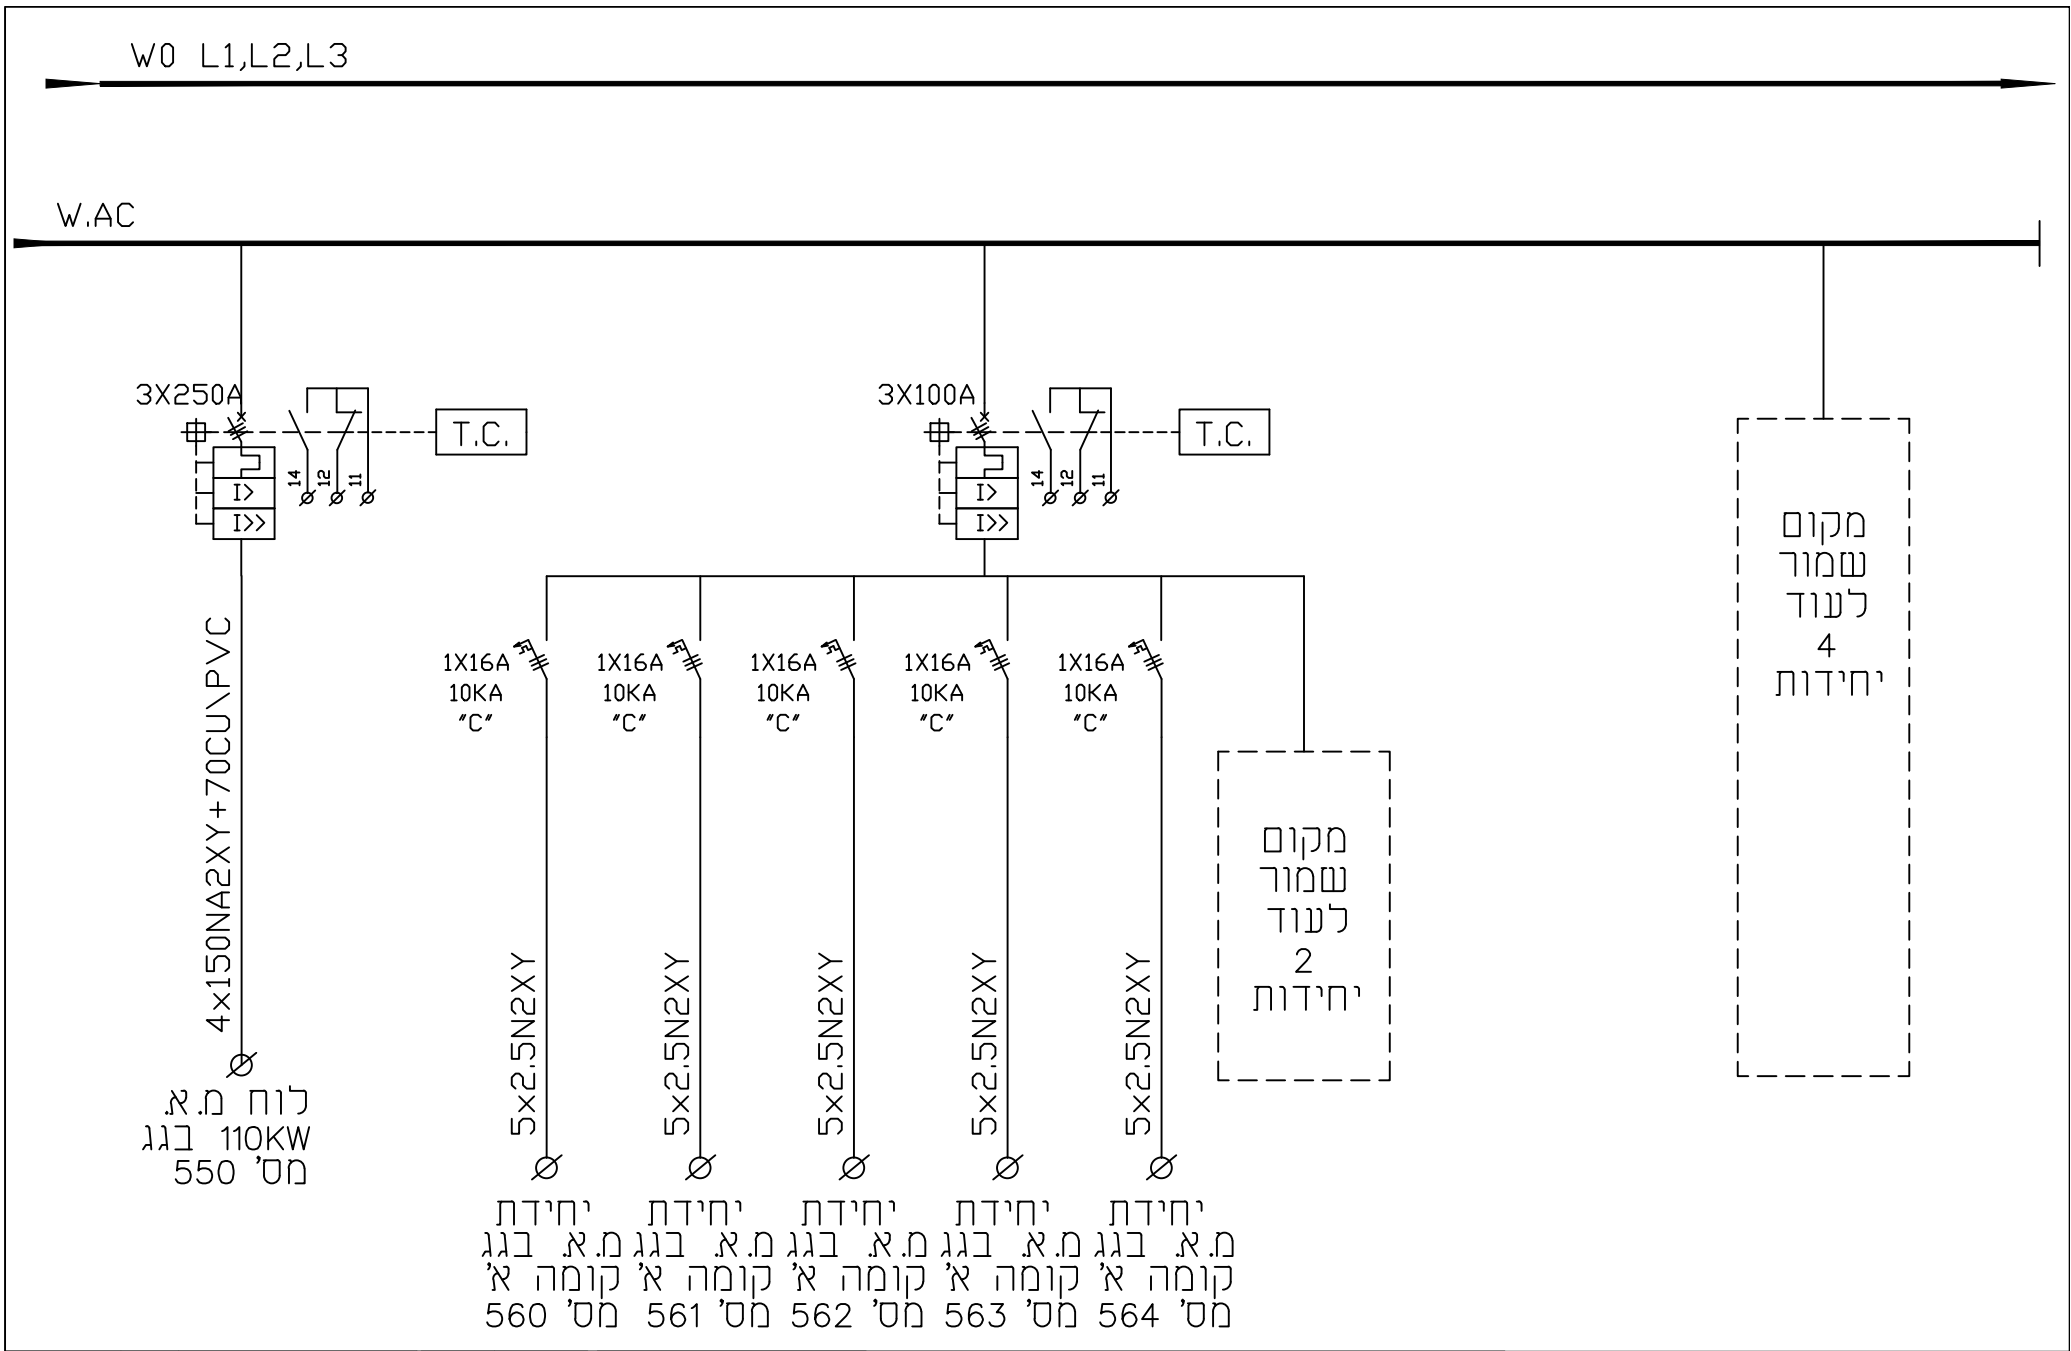 W0 L1,L2,L3
W.AC
3X250A
T.C.
14
12
11
I>
I>>
4x150NA2XY+70CU\PVC
לוח מ.א.
110KW בגג
מס' 550
3X100A
T.C.
14
12
11
I>
I>>
1X16A
10KA
"C"
5x2.5N2XY
יחידת
מ.א. בגג
קומה א'
מס' 560
1X16A
10KA
"C"
5x2.5N2XY
יחידת
מ.א. בגג
קומה א'
מס' 561
1X16A
10KA
"C"
5x2.5N2XY
יחידת
מ.א. בגג
קומה א'
מס' 562
1X16A
10KA
"C"
5x2.5N2XY
יחידת
מ.א. בגג
קומה א'
מס' 563
1X16A
10KA
"C"
5x2.5N2XY
יחידת
מ.א. בגג
קומה א'
מס' 564
מקום
שמור
לעוד
2
יחידות
מקום
שמור
לעוד
4
יחידות